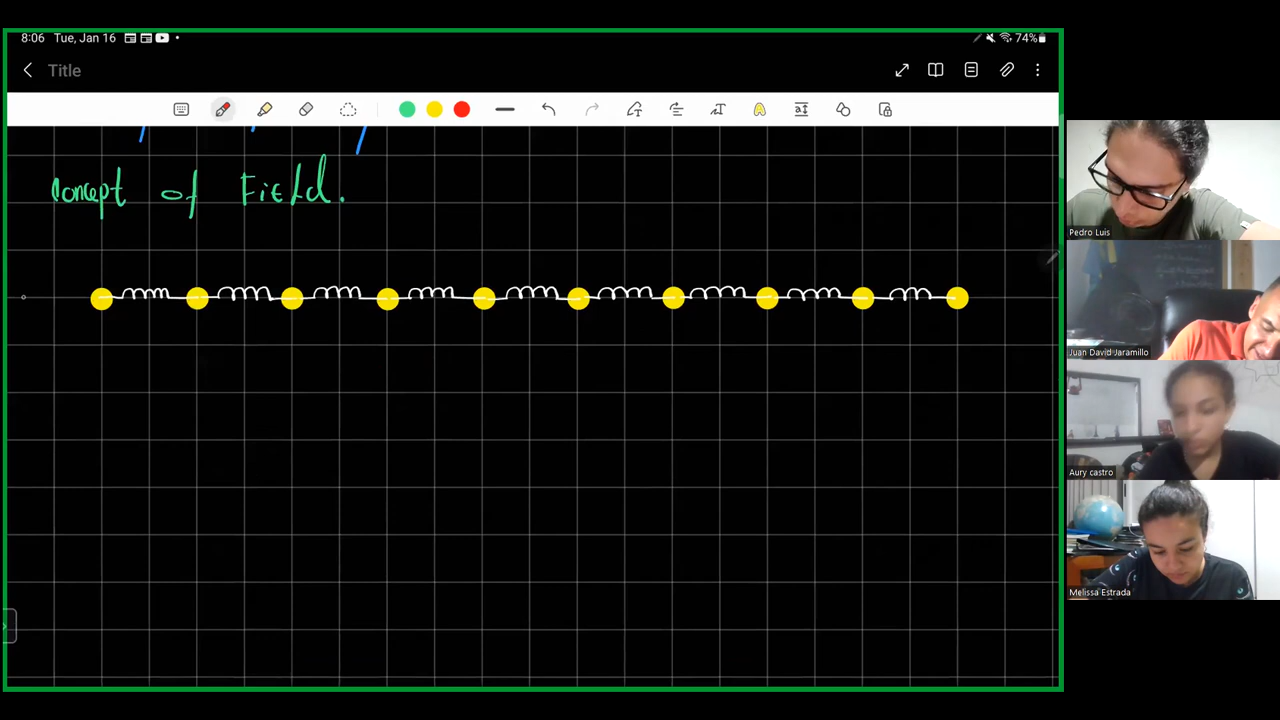 8:06 Tue, Jan 16
74%
Title
Concept of Field.
Pedro Luis
Juan David Jaramillo
Aury castro
Melissa Estrada